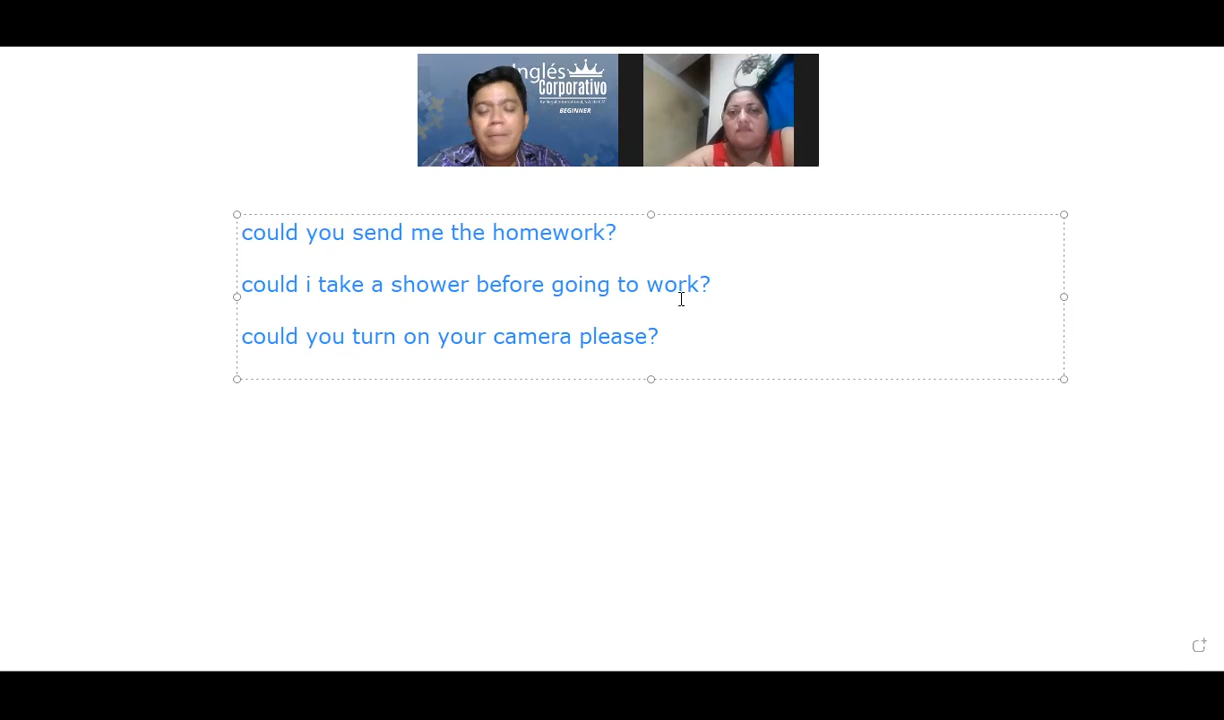 Inglés
Corporativo
BEGINNER
could you send me the homework?
could i take a shower before going to work?
could you turn on your camera please?